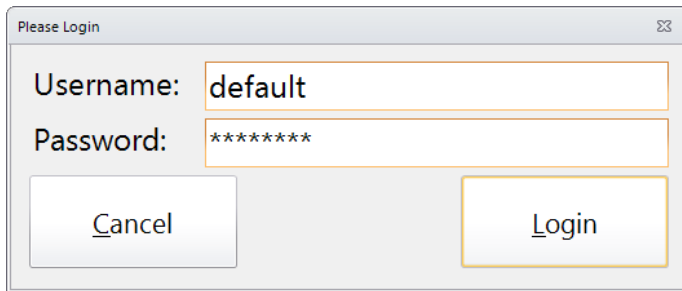 Please Login
Username: default
Password: ********
Cancel Login